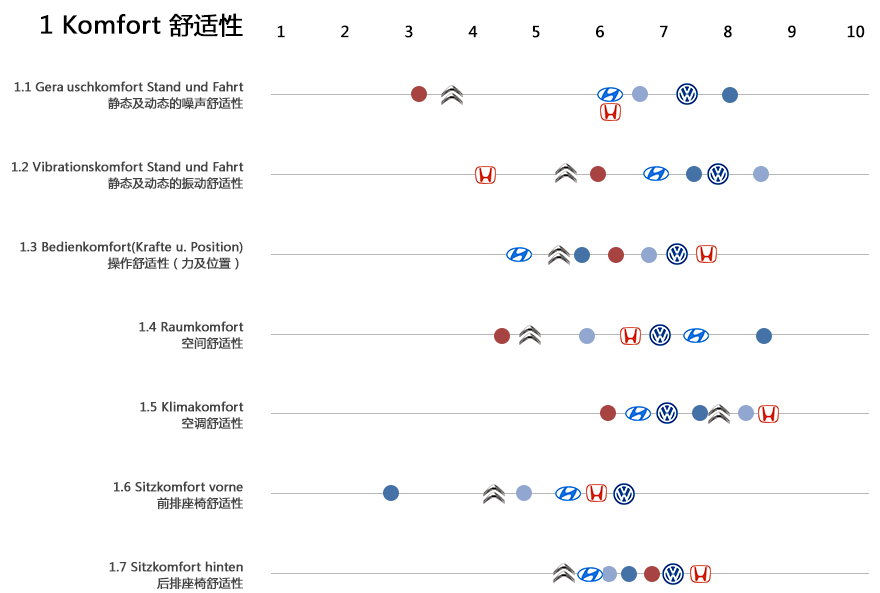 1 Komfort 舒适性
1 2 3 4 5 6 7 8 9 10
1.1 Gera uschkomfort Stand und Fahrt
静态及动态的噪声舒适性
1.2 Vibrationskomfort Stand und Fahrt
静态及动态的振动舒适性
1.3 Bedienkomfort(Krafte u. Position)
操作舒适性（力及位置）
1.4 Raumkomfort
空间舒适性
1.5 Klimakomfort
空调舒适性
1.6 Sitzkomfort vorne
前排座椅舒适性
1.7 Sitzkomfort hinten
后排座椅舒适性